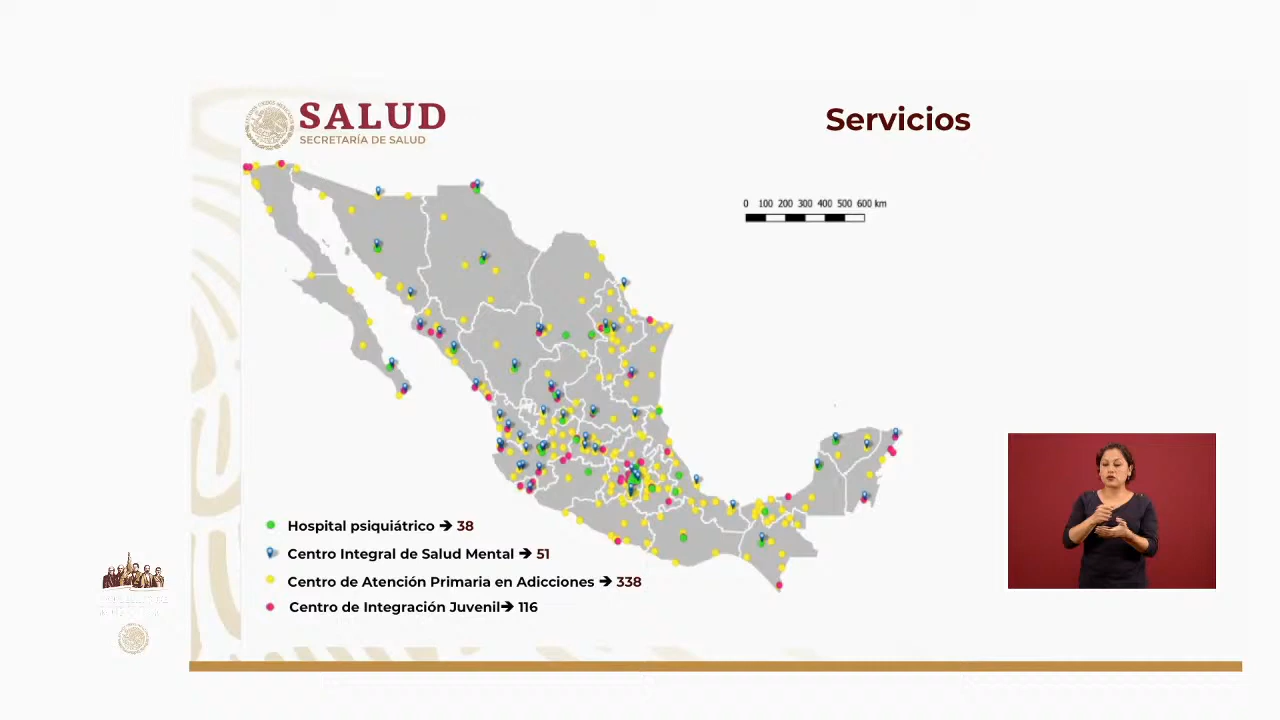 SALUD
SECRETARÍA DE SALUD
Servicios
0 100 200 300 400 500 600 km
Hospital psiquiátrico → 38
Centro Integral de Salud Mental → 51
Centro de Atención Primaria en Adicciones → 338
Centro de Integración Juvenil→ 116